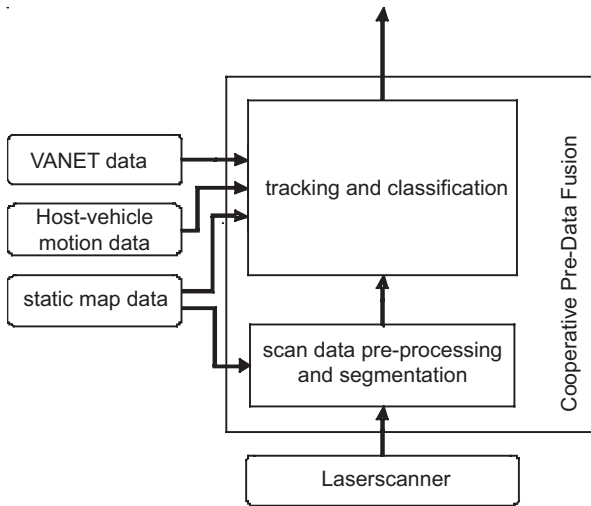 VANET data
Host-vehicle
motion data
static map data
tracking and classification
scan data pre-processing
and segmentation
Laserscanner
Cooperative Pre-Data Fusion